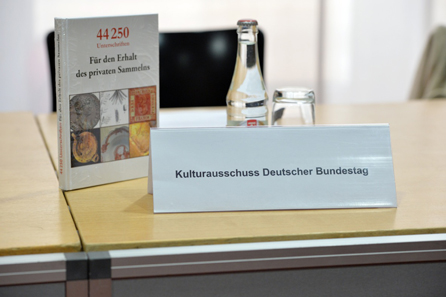 44 250
Unterschriften
Für den Erhalt
des privaten Sammelns
Kulturausschuss Deutscher Bundestag